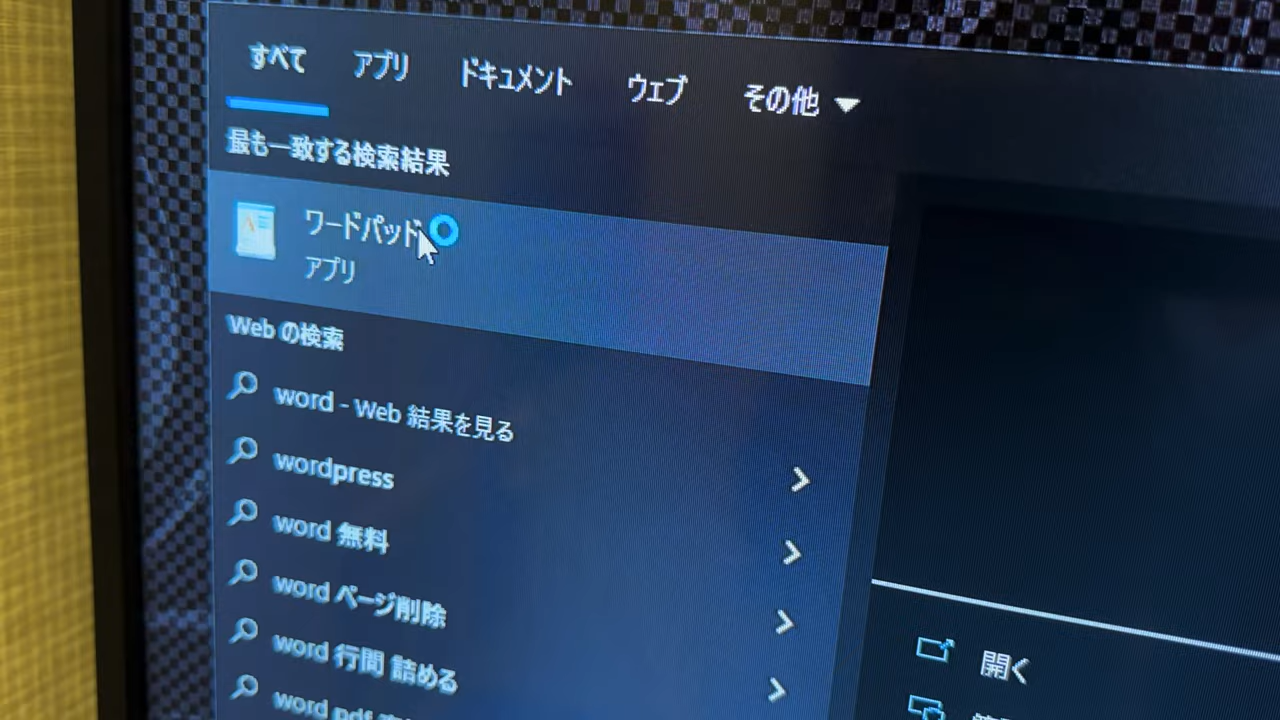 すべて アプリ ドキュメント ウェブ その他
最も一致する検索結果
ワードパッド
アプリ
Web の検索
word - Web 結果を見る
wordpress
word 無料
word ページ削除
word 行間 詰める
word pdf
開く